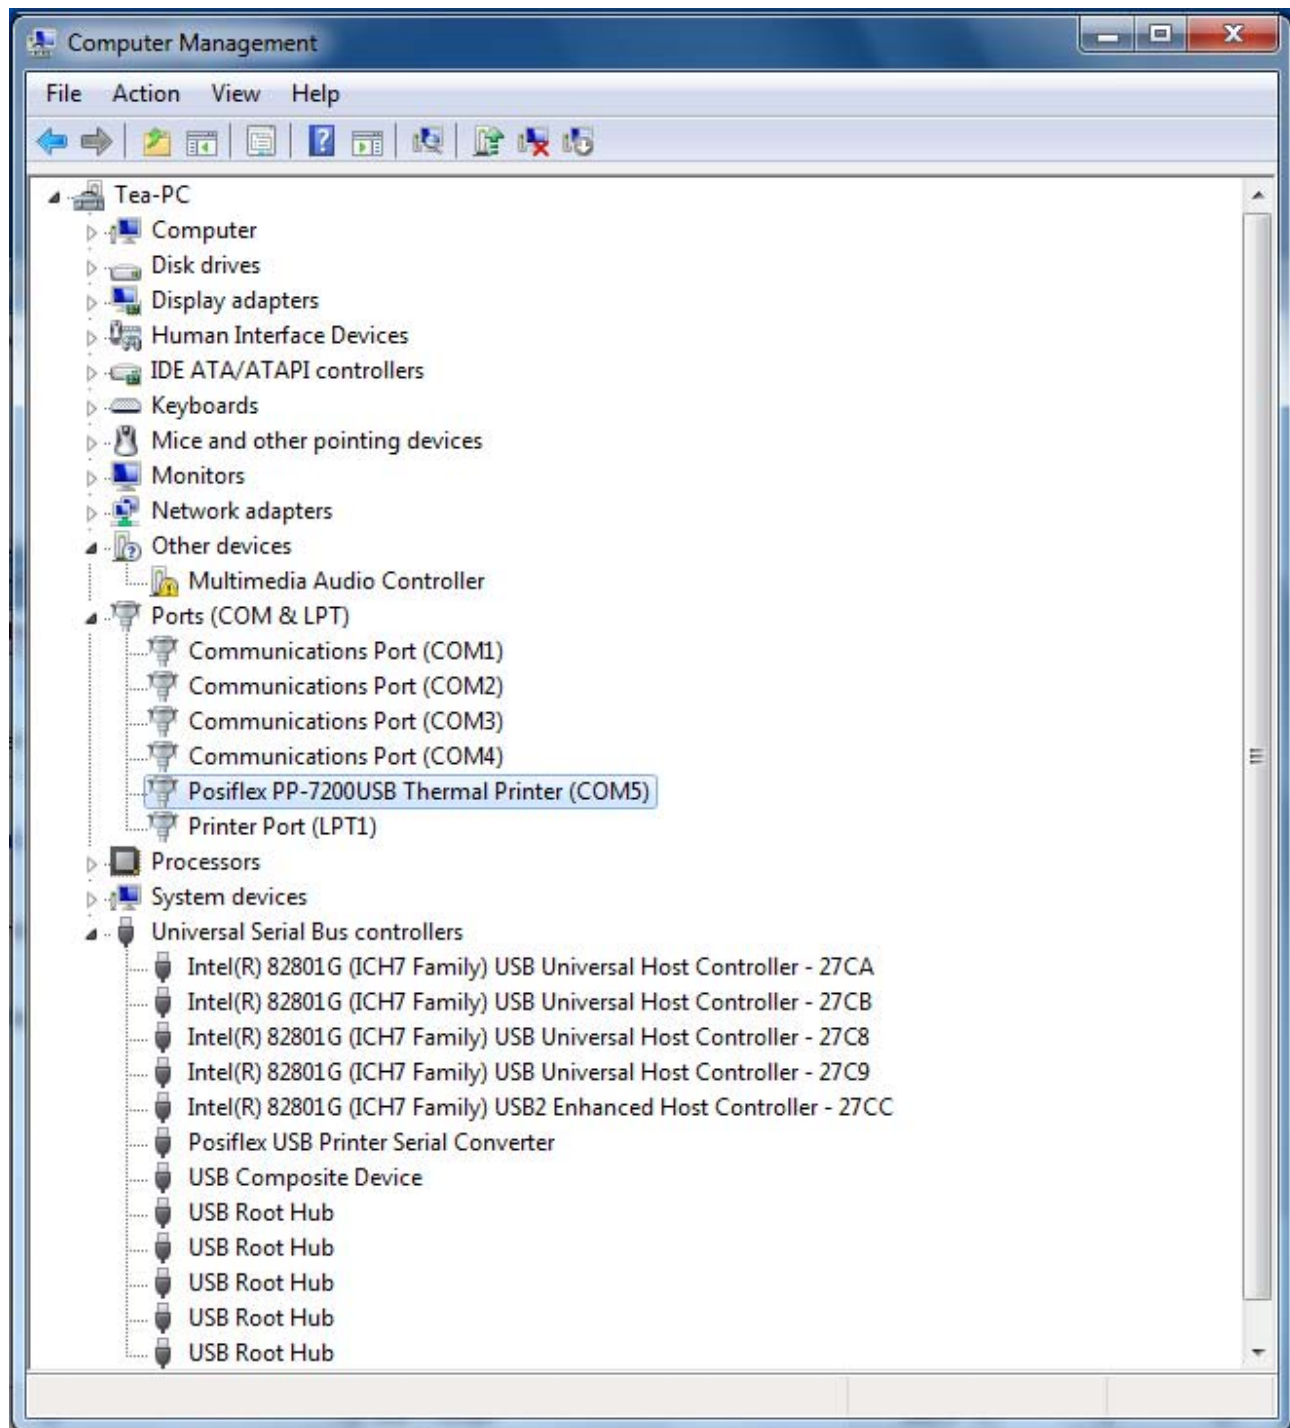 Computer Management
File Action View Help
Tea-PC
Computer
Disk drives
Display adapters
Human Interface Devices
IDE ATA/ATAPI controllers
Keyboards
Mice and other pointing devices
Monitors
Network adapters
Other devices
Multimedia Audio Controller
Ports (COM & LPT)
Communications Port (COM1)
Communications Port (COM2)
Communications Port (COM3)
Communications Port (COM4)
Posiflex PP-7200USB Thermal Printer (COM5)
Printer Port (LPT1)
Processors
System devices
Universal Serial Bus controllers
Intel(R) 82801G (ICH7 Family) USB Universal Host Controller - 27CA
Intel(R) 82801G (ICH7 Family) USB Universal Host Controller - 27CB
Intel(R) 82801G (ICH7 Family) USB Universal Host Controller - 27C8
Intel(R) 82801G (ICH7 Family) USB Universal Host Controller - 27C9
Intel(R) 82801G (ICH7 Family) USB2 Enhanced Host Controller - 27CC
Posiflex USB Printer Serial Converter
USB Composite Device
USB Root Hub
USB Root Hub
USB Root Hub
USB Root Hub
USB Root Hub